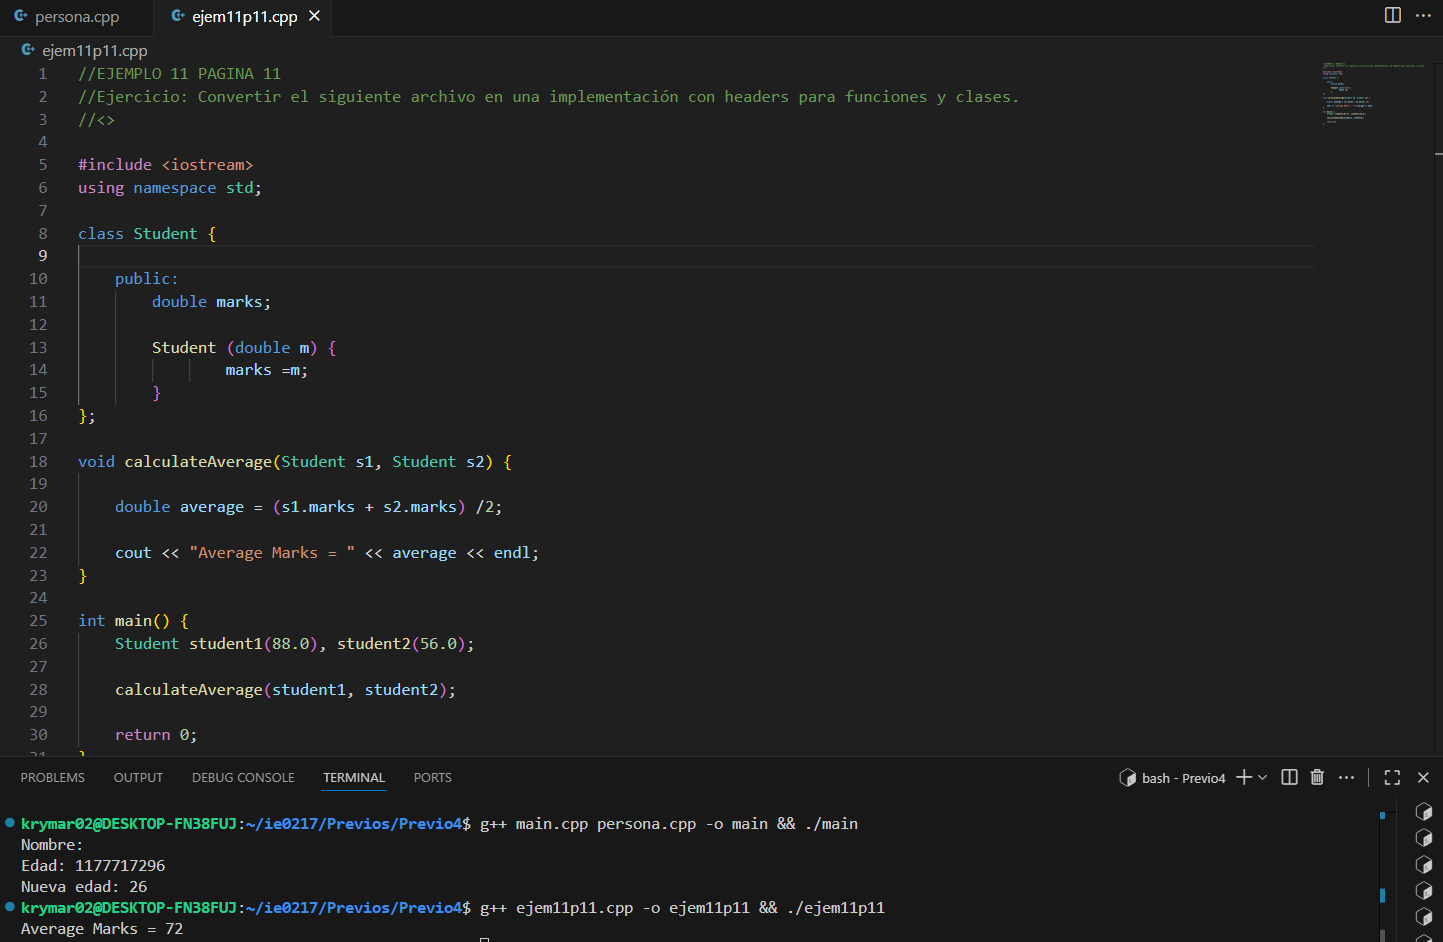 persona.cpp
ejem11p11.cpp
ejem11p11.cpp
1 //EJEMPLO 11 PAGINA 11
2 //Ejercicio: Convertir el siguiente archivo en una implementación con headers para funciones y clases.
3 //<>
4
5 #include <iostream>
6 using namespace std;
7
8 class Student {
9
10     public:
11         double marks;
12
13         Student (double m) {
14                 marks =m;
15         }
16 };
17
18 void calculateAverage(Student s1, Student s2) {
19
20     double average = (s1.marks + s2.marks) /2;
21
22     cout << "Average Marks = " << average << endl;
23 }
24
25 int main() {
26     Student student1(88.0), student2(56.0);
27
28     calculateAverage(student1, student2);
29
30     return 0;
31 }
PROBLEMS OUTPUT DEBUG CONSOLE TERMINAL PORTS
bash - Previo4
krymar02@DESKTOP-FN38FUJ:~/ie0217/Previos/Previo4$ g++ main.cpp persona.cpp -o main && ./main
Nombre:
Edad: 1177717296
Nueva edad: 26
krymar02@DESKTOP-FN38FUJ:~/ie0217/Previos/Previo4$ g++ ejem11p11.cpp -o ejem11p11 && ./ejem11p11
Average Marks = 72